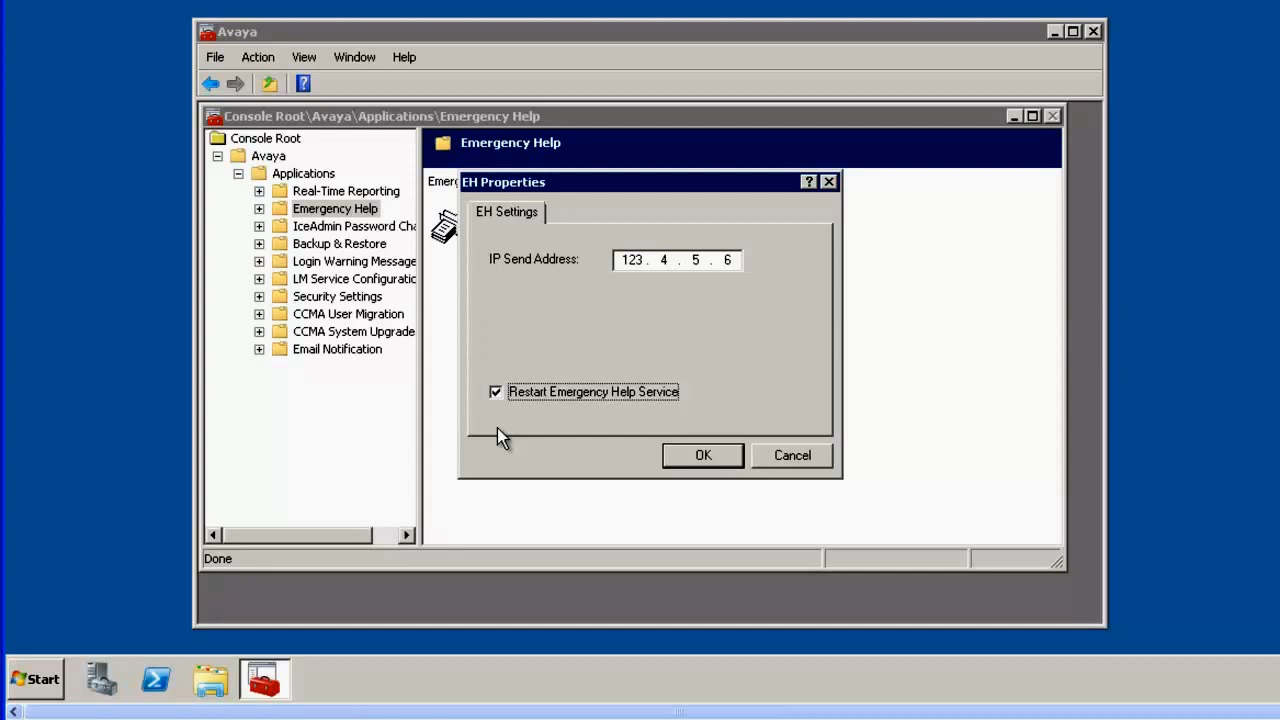 Avaya
File Action View Window Help
Console Root\Avaya\Applications\Emergency Help
Console Root
Avaya
Applications
Real-Time Reporting
Emergency Help
IceAdmin Password Cha
Backup & Restore
Login Warning Message
LM Service Configuratio
Security Settings
CCMA User Migration
CCMA System Upgrade
Email Notification
Emergency Help
Emerg
EH Properties
EH Settings
IP Send Address: 123 . 4 . 5 . 6
Restart Emergency Help Service
OK Cancel
Done
Start